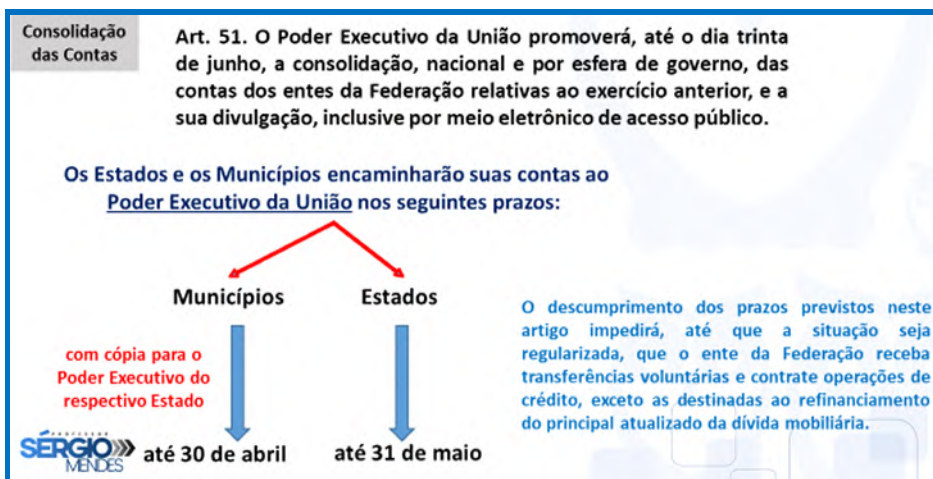 Consolidação
das Contas
Art. 51. O Poder Executivo da União promoverá, até o dia trinta
de junho, a consolidação, nacional e por esfera de governo, das
contas dos entes da Federação relativas ao exercício anterior, e a
sua divulgação, inclusive por meio eletrônico de acesso público.
Os Estados e os Municípios encaminharão suas contas ao
Poder Executivo da União nos seguintes prazos:
Municípios
Estados
com cópia para o
Poder Executivo do
respectivo Estado
até 30 de abril
até 31 de maio
O descumprimento dos prazos previstos neste
artigo impedirá, até que a situação seja
regularizada, que o ente da Federação receba
transferências voluntárias e contrate operações de
crédito, exceto as destinadas ao refinanciamento
do principal atualizado da dívida mobiliária.
PROFESSOR
SÉRGIO
MENDES